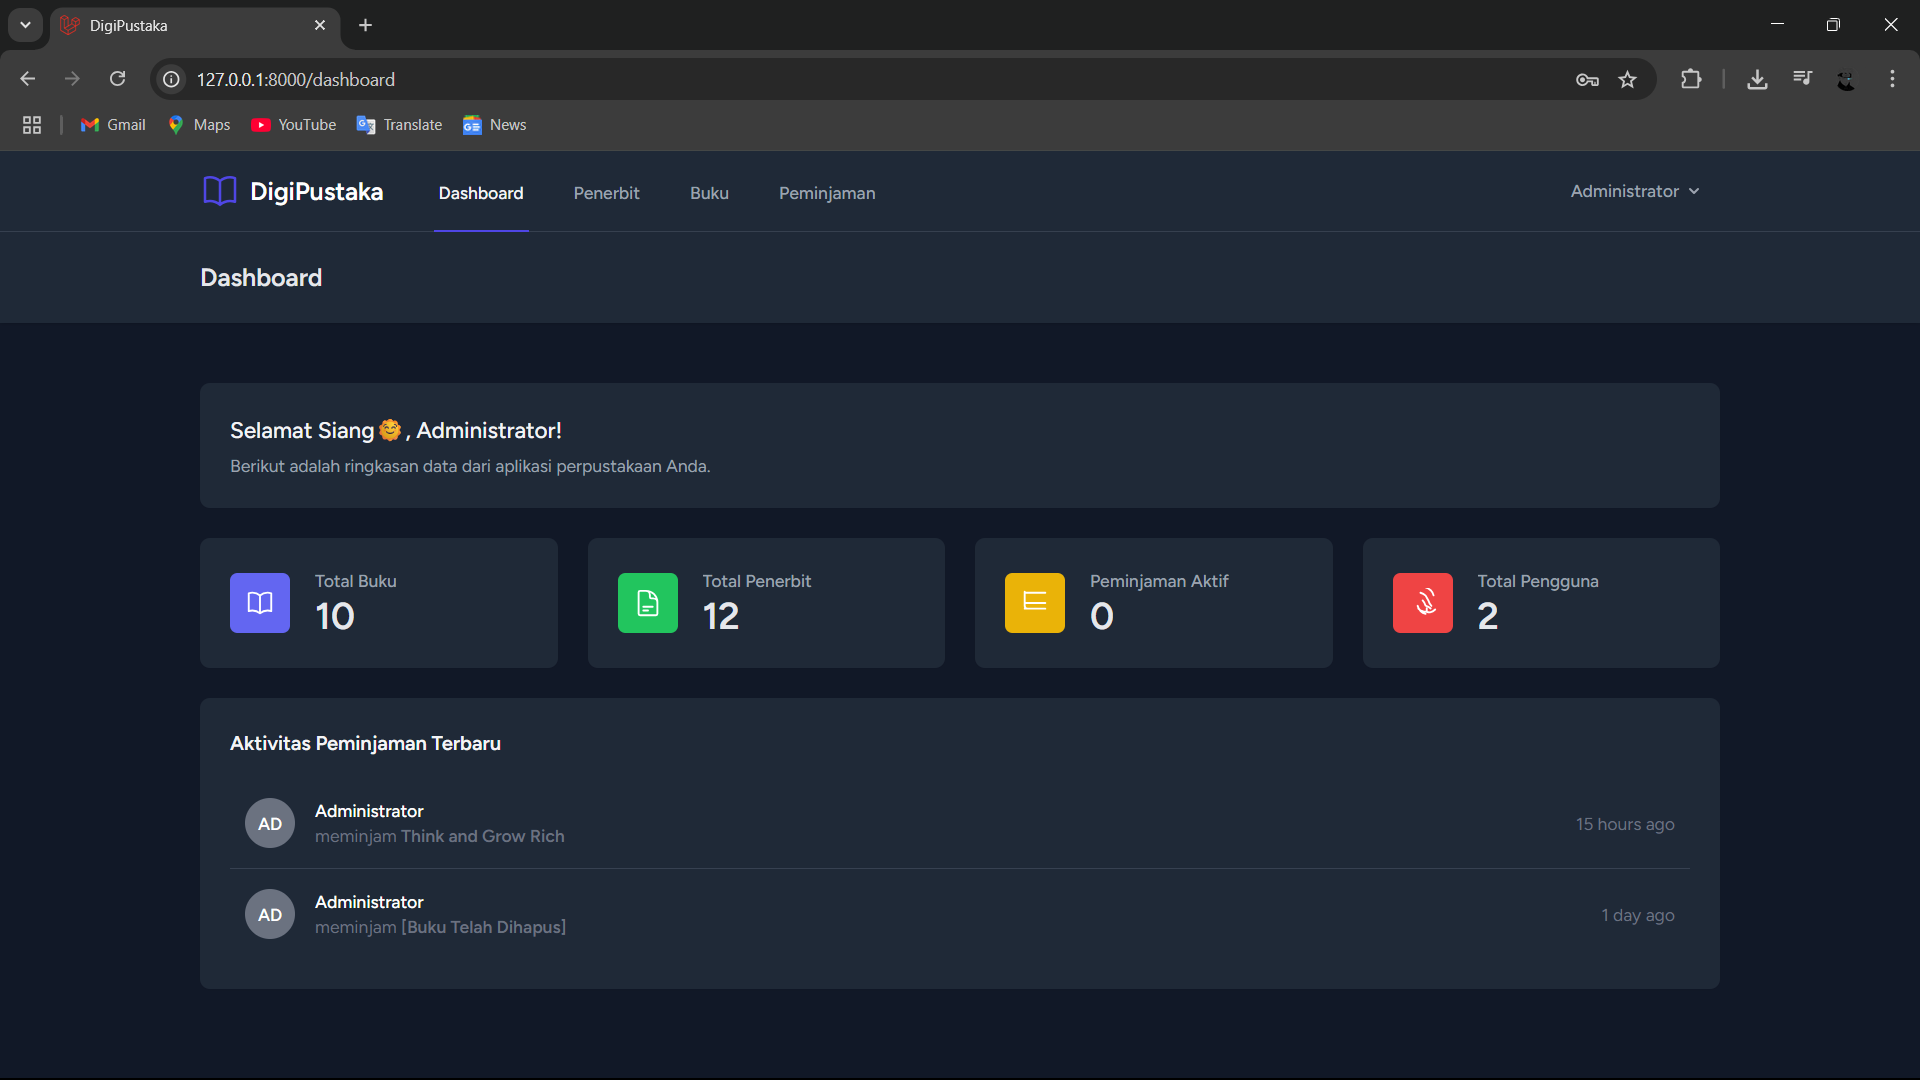 DigiPustaka
127.0.0.1:8000/dashboard
Gmail
Maps
YouTube
Translate
News
DigiPustaka
Dashboard
Penerbit
Buku
Peminjaman
Administrator
Dashboard
Selamat Siang🌞, Administrator!
Berikut adalah ringkasan data dari aplikasi perpustakaan Anda.
Total Buku
10
Total Penerbit
12
Peminjaman Aktif
0
Total Pengguna
2
Aktivitas Peminjaman Terbaru
AD
Administrator
meminjam Think and Grow Rich
15 hours ago
AD
Administrator
meminjam [Buku Telah Dihapus]
1 day ago